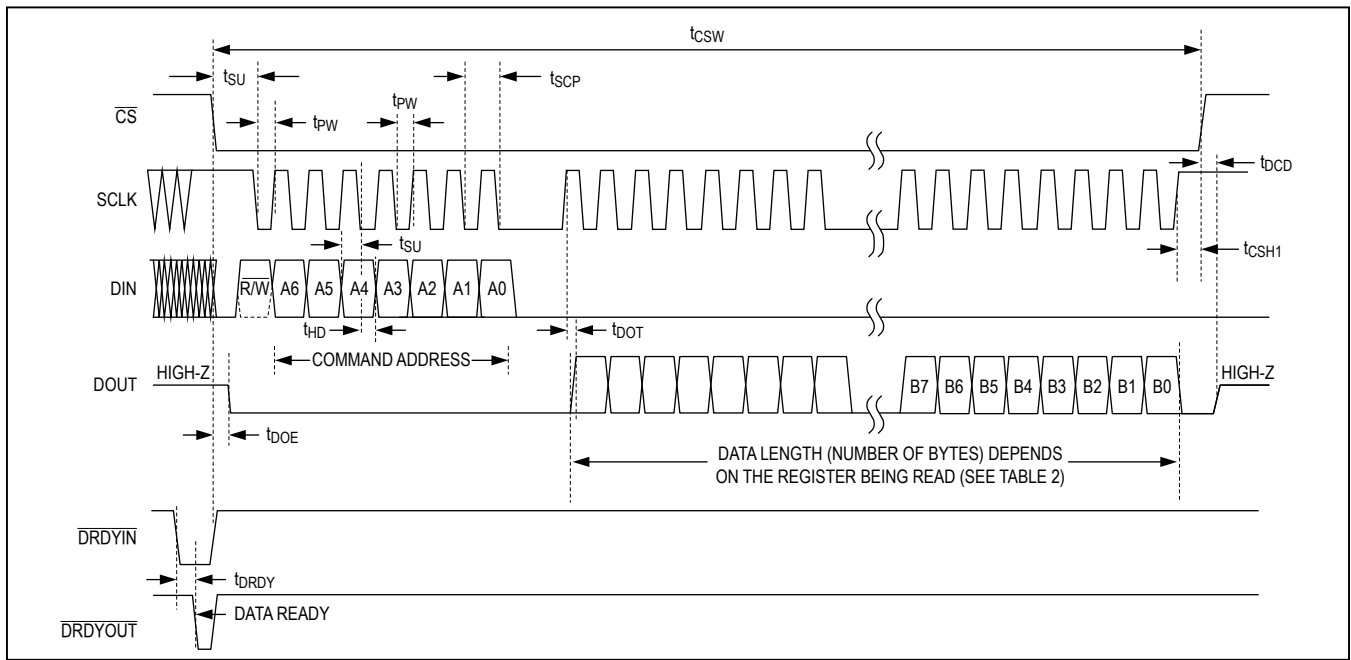 tCSW
tSU
tSCP
tPW
tPW
CS
tDCD
SCLK
tSU
tCSH1
DIN
R/W A6 A5 A4 A3 A2 A1 A0
tHD
tDOT
COMMAND ADDRESS
HIGH-Z
HIGH-Z
DOUT
B7 B6 B5 B4 B3 B2 B1 B0
tDOE
DATA LENGTH (NUMBER OF BYTES) DEPENDS
ON THE REGISTER BEING READ (SEE TABLE 2)
DRDYIN
tDRDY
DATA READY
DRDYOUT